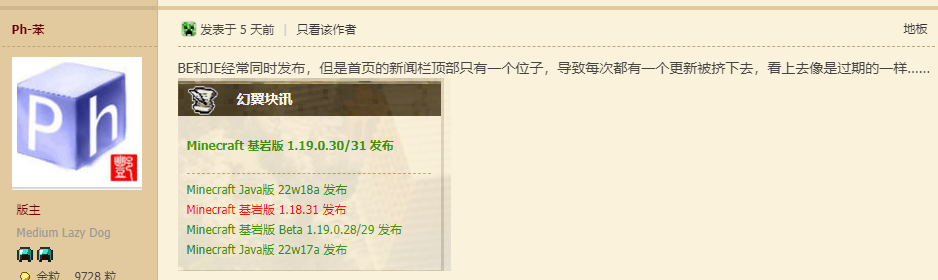 Ph-苯
发表于 5 天前 | 只看该作者
地板
BE和JE经常同时发布，但是首页的新闻栏顶部只有一个位子，导致每次都有一个更新被挤下去，看上去像是过期的一样……
幻翼块讯
Minecraft 基岩版 1.19.0.30/31 发布
Minecraft Java版 22w18a 发布
Minecraft 基岩版 1.18.31 发布
Minecraft 基岩版 Beta 1.19.0.28/29 发布
Minecraft Java版 22w17a 发布
Ph
版主
Medium Lazy Dog
金粒 9728 粒